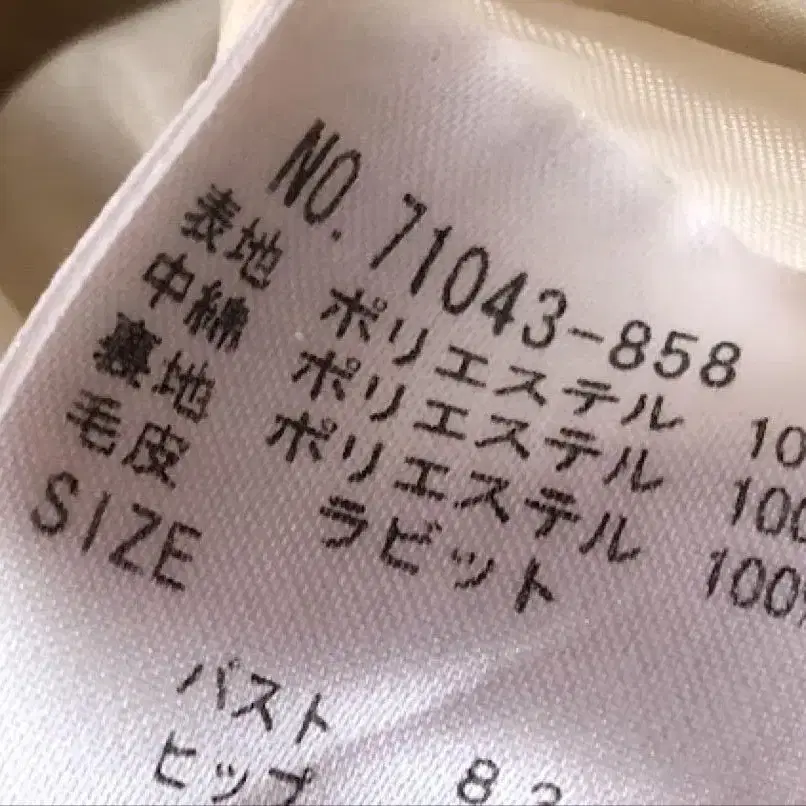 NO. 71043-858
表地 ポリエステル 10
中綿 ポリエステル 100
裏地 ポリエステル 100%
毛皮 ラビット
SIZE
バスト 83
ヒップ